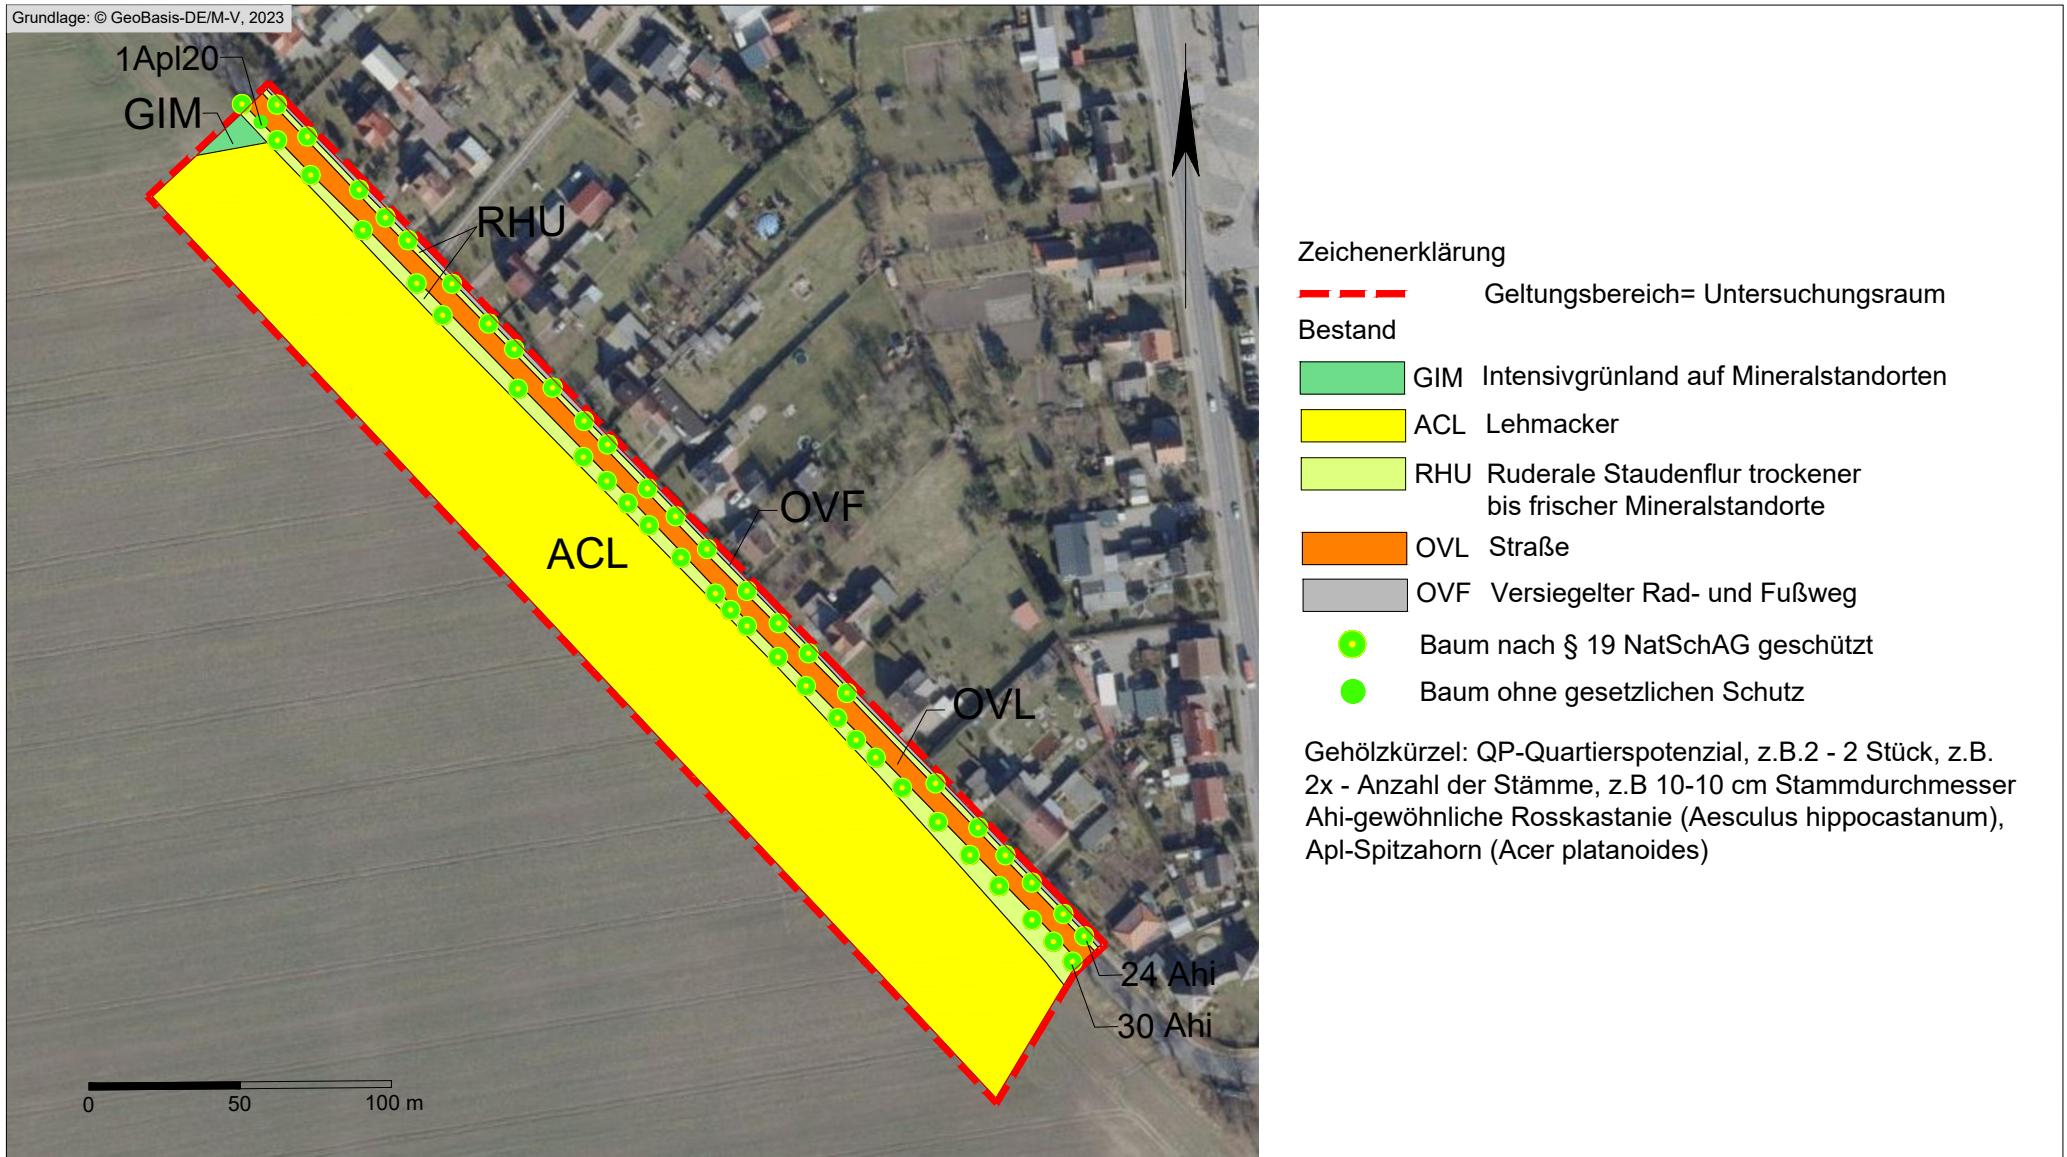 Grundlage: © GeoBasis-DE/M-V, 2023
1Apl20
GIM
RHU
OVF
ACL
OVL
24 Ahi
30 Ahi
0 50 100 m
Zeichenerklärung
Geltungsbereich= Untersuchungsraum
Bestand
GIM Intensivgrünland auf Mineralstandorten
ACL Lehmacker
RHU Ruderale Staudenflur trockener
bis frischer Mineralstandorte
OVL Straße
OVF Versiegelter Rad- und Fußweg
Baum nach § 19 NatSchAG geschützt
Baum ohne gesetzlichen Schutz
Gehölzkürzel: QP-Quartierspotenzial, z.B.2 - 2 Stück, z.B.
2x - Anzahl der Stämme, z.B 10-10 cm Stammdurchmesser
Ahi-gewöhnliche Rosskastanie (Aesculus hippocastanum),
Apl-Spitzahorn (Acer platanoides)